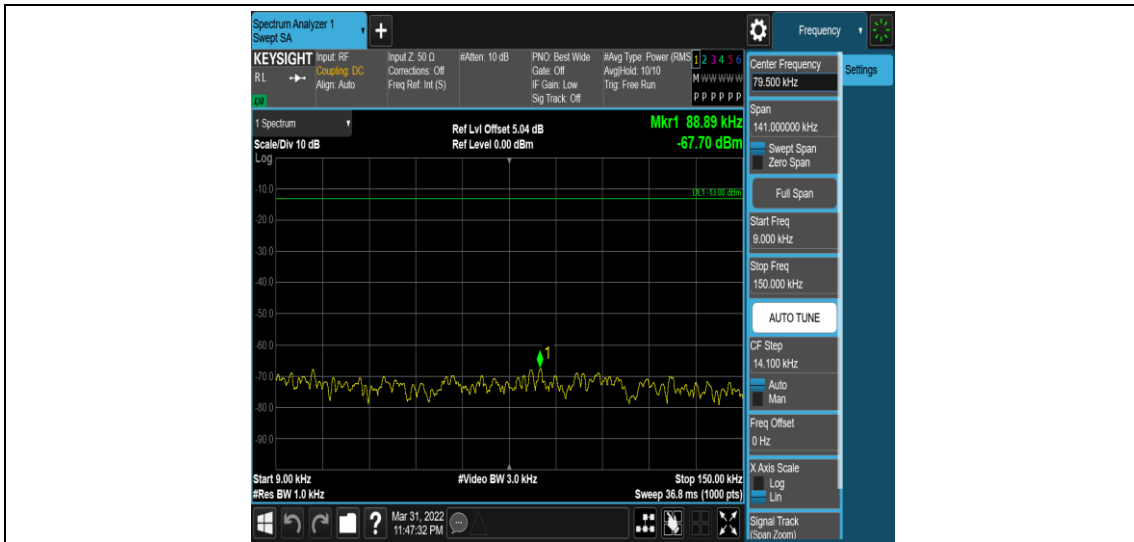 Spectrum Analyzer 1
Swept SA
Frequency
KEYSIGHT
RL
LXI
Input: RF
Coupling: DC
Align: Auto
Input Z: 50 Ω
Corrections: Off
Freq Ref: Int (S)
#Atten: 10 dB
PNO: Best Wide
Gate: Off
IF Gain: Low
Sig Track: Off
#Avg Type: Power (RMS
Avg|Hold: 10/10
Trig: Free Run
1 2 3 4 5 6
M W W W W W
P P P P P P
1 Spectrum
Scale/Div 10 dB
Ref Lvl Offset 5.04 dB
Ref Level 0.00 dBm
Mkr1 88.89 kHz
-67.70 dBm
Log
DL1 -13.00 dBm
-10.0
-20.0
-30.0
-40.0
-50.0
-60.0
1
-70.0
-80.0
-90.0
Start 9.00 kHz
#Video BW 3.0 kHz
Stop 150.00 kHz
#Res BW 1.0 kHz
Sweep 36.8 ms (1000 pts)
Mar 31, 2022
11:47:32 PM
Center Frequency
79.500 kHz
Settings
Span
141.000000 kHz
Swept Span
Zero Span
Full Span
Start Freq
9.000 kHz
Stop Freq
150.000 kHz
AUTO TUNE
CF Step
14.100 kHz
Auto
Man
Freq Offset
0 Hz
X Axis Scale
Log
Lin
Signal Track
(Span Zoom)